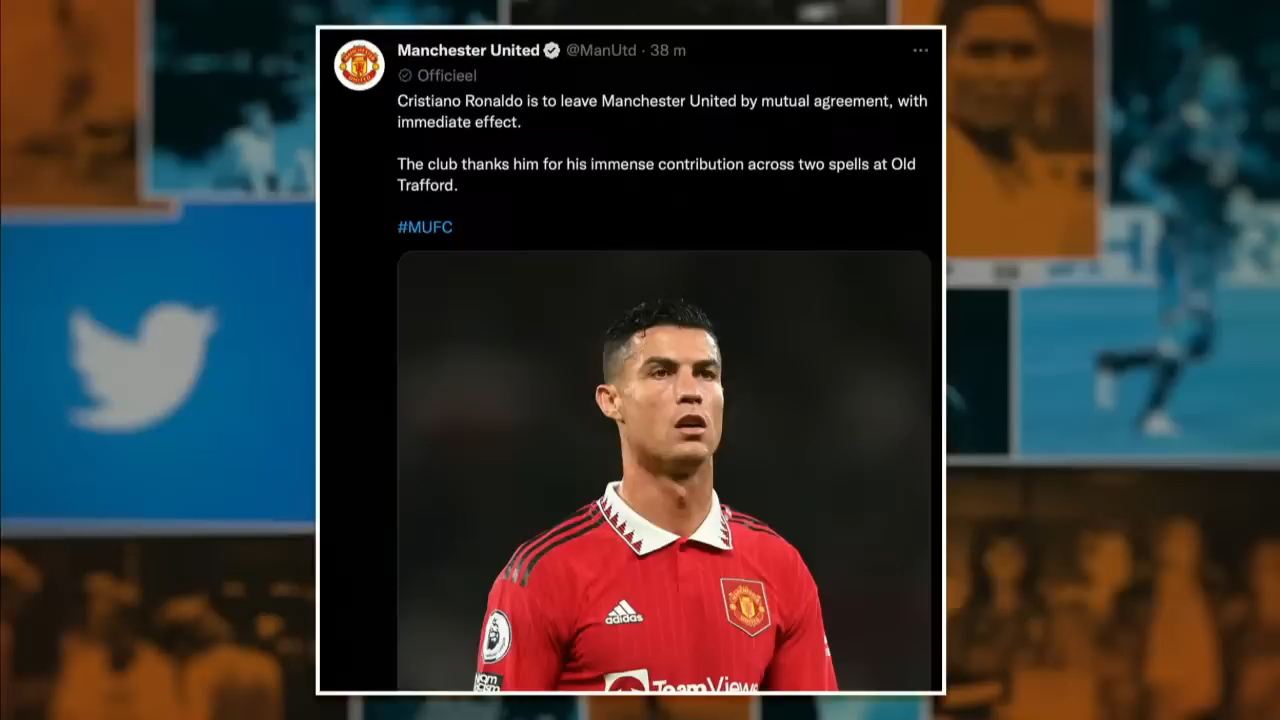 Manchester United @ManUtd · 38 m
Officieel
Cristiano Ronaldo is to leave Manchester United by mutual agreement, with
immediate effect.
The club thanks him for his immense contribution across two spells at Old
Trafford.
#MUFC
adidas
TeamView